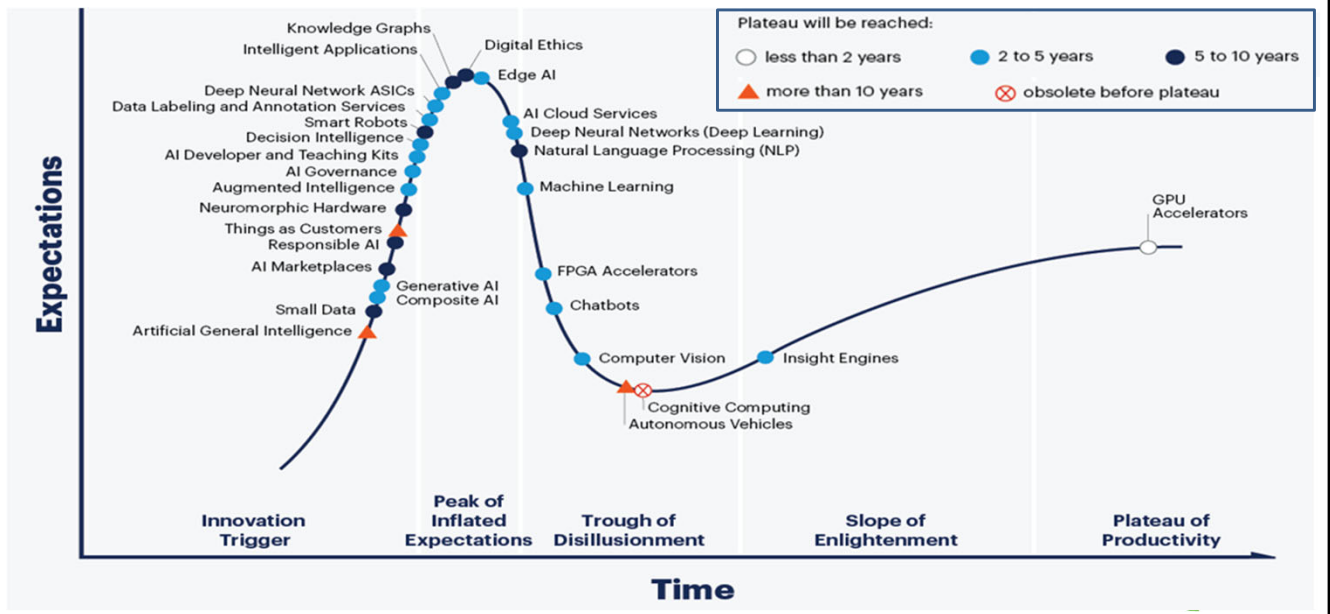 Plateau will be reached:
less than 2 years
2 to 5 years
5 to 10 years
more than 10 years
obsolete before plateau
Expectations
Knowledge Graphs
Intelligent Applications
Deep Neural Network ASICs
Data Labeling and Annotation Services
Smart Robots
Decision Intelligence
AI Developer and Teaching Kits
AI Governance
Augmented Intelligence
Neuromorphic Hardware
Things as Customers
Responsible AI
AI Marketplaces
Generative AI
Composite AI
Small Data
Artificial General Intelligence
Digital Ethics
Edge AI
AI Cloud Services
Deep Neural Networks (Deep Learning)
Natural Language Processing (NLP)
Machine Learning
FPGA Accelerators
Chatbots
Computer Vision
Cognitive Computing
Autonomous Vehicles
Insight Engines
GPU
Accelerators
Innovation
Trigger
Peak of
Inflated
Expectations
Trough of
Disillusionment
Slope of
Enlightenment
Plateau of
Productivity
Time